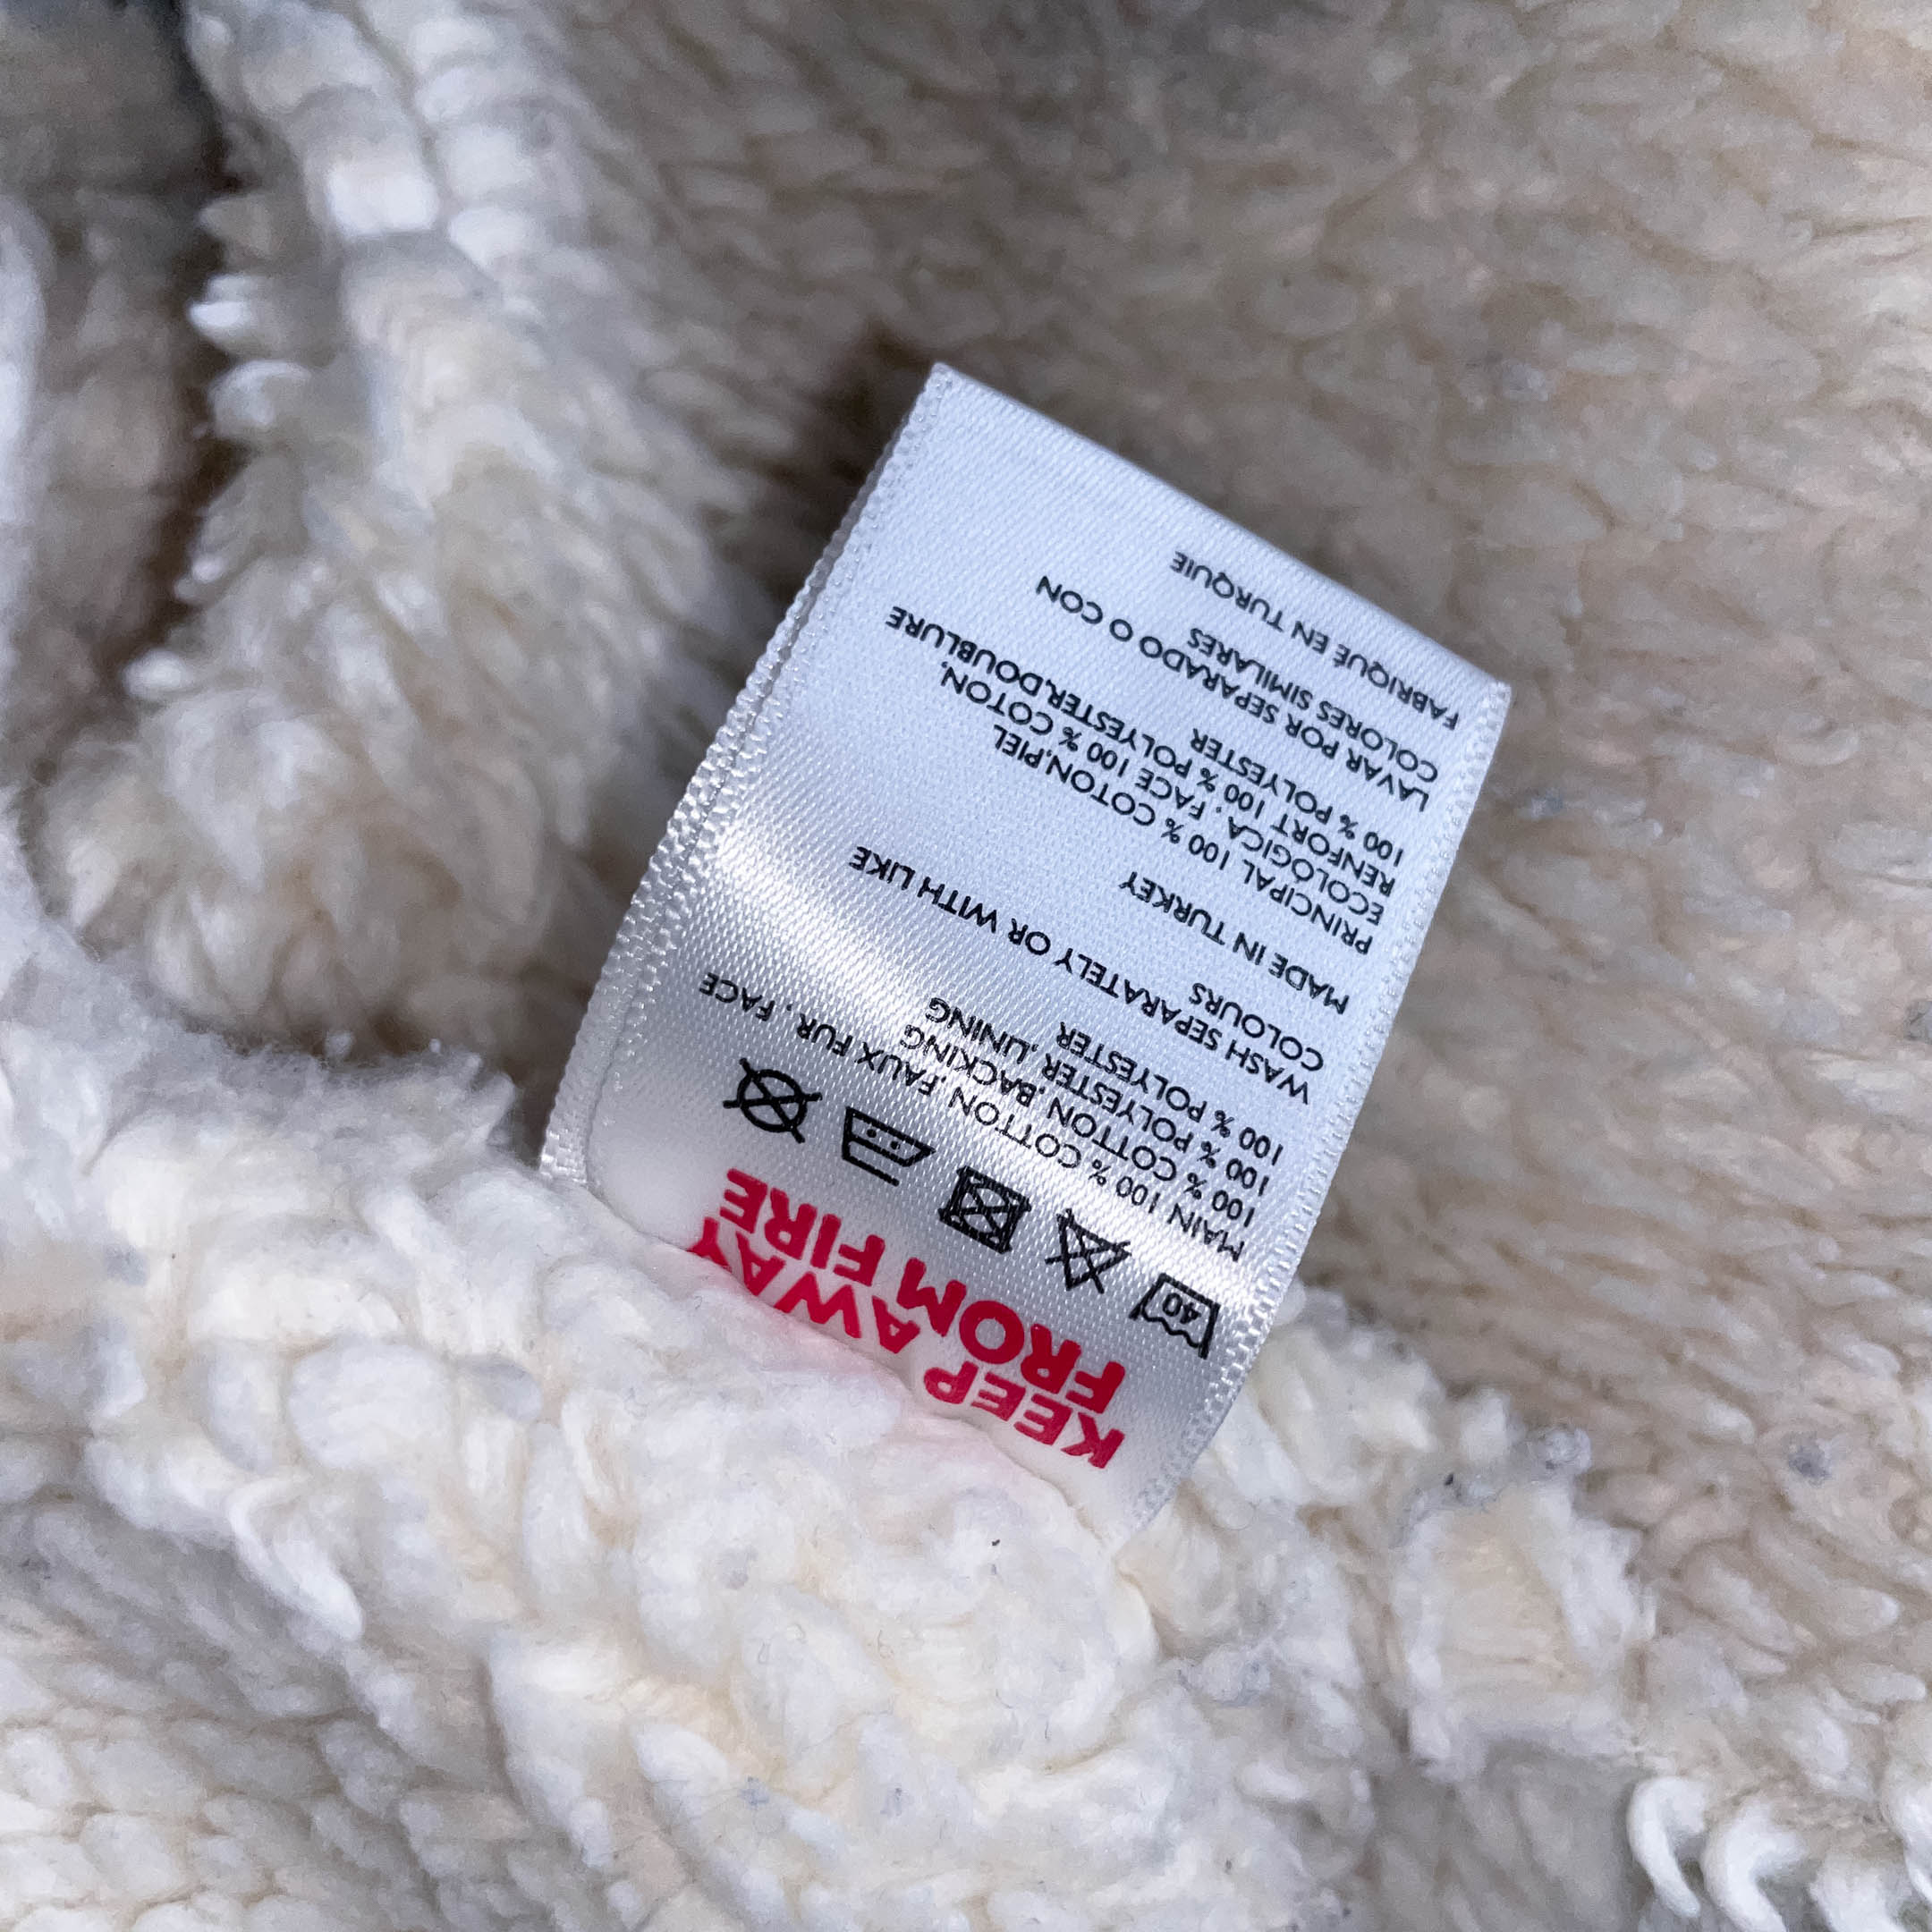 KEEP AWAY
FROM FIRE
40
MAIN 100 % COTTON ,FAUX FUR , FACE
100 % COTTON ,BACKING
100 % POLYESTER ,LINING
100 % POLYESTER
WASH SEPARATELY OR WITH LIKE
COLOURS
MADE IN TURKEY
PRINCIPAL 100 % COTON,PIEL
ECOLÓGICA , FACE 100 % COTON,
RENFORT 100 % POLYESTER,DOUBLURE
100 % POLYESTER
LAVAR POR SEPARADO O CON
COLORES SIMILARES
FABRIQUÉ EN TURQUIE